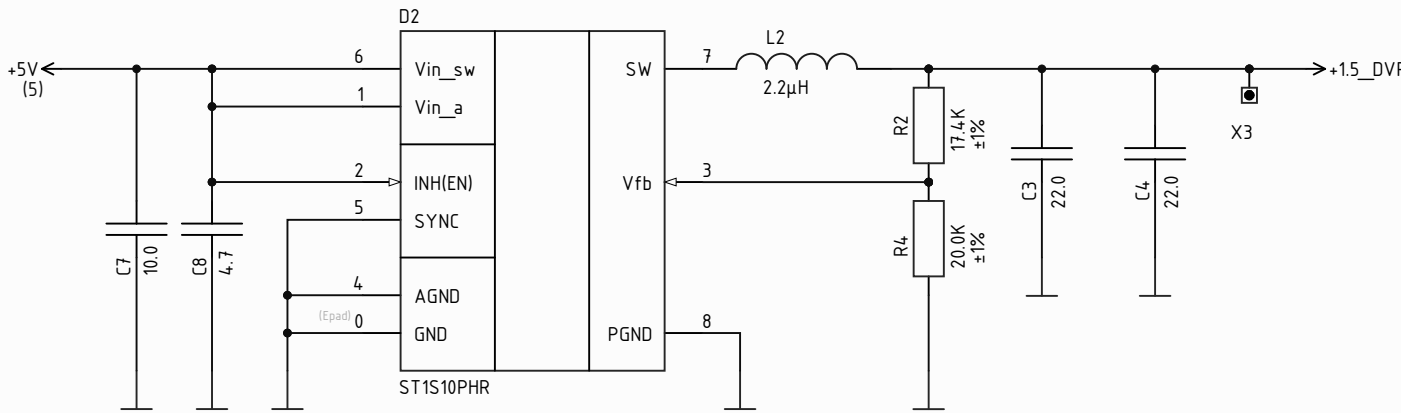 D2
+5V
(5)
6
Vin_sw
1
Vin_a
2
INH(EN)
5
SYNC
4
AGND
(Epad)
0
GND
ST1S10PHR
SW
7
Vfb
3
PGND
8
L2
2.2µH
R2
17.4K
±1%
R4
20.0K
±1%
C3
22.0
C4
22.0
X3
C7
10.0
C8
4.7